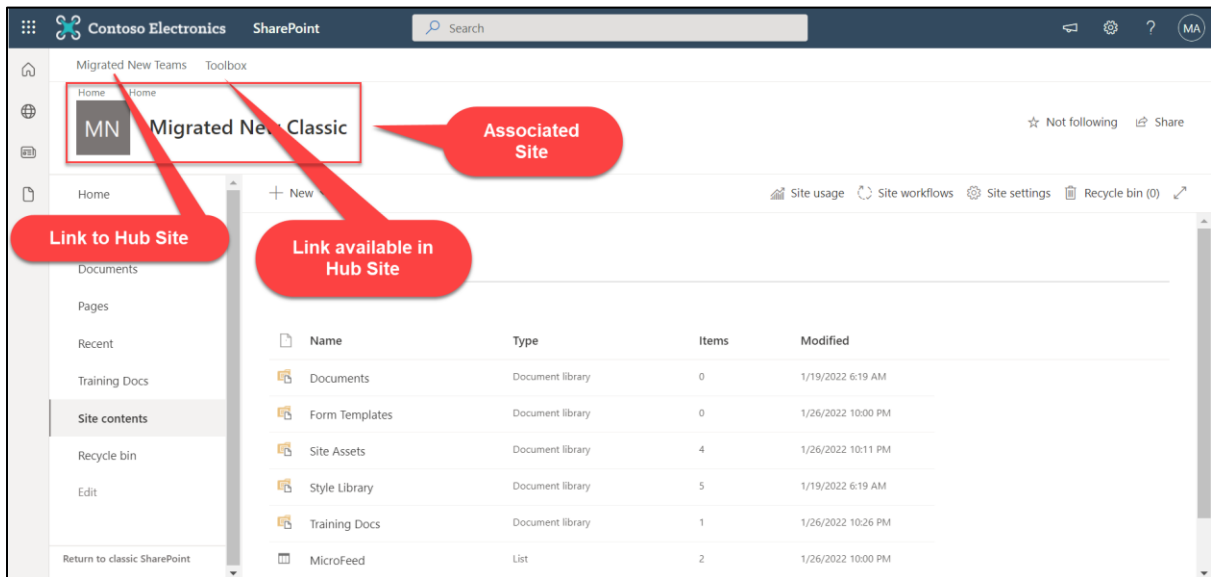 Contoso Electronics SharePoint Search ? MA
Migrated New Teams Toolbox
Home Home
MN Migrated New Classic
Associated
Site
Not following Share
Home
New Site usage Site workflows Site settings Recycle bin (0)
Link to Hub Site
Link available in
Hub Site
Documents
Pages
Recent
Training Docs
Site contents
Recycle bin
Edit
Return to classic SharePoint
Name Type Items Modified
Documents Document library 0 1/19/2022 6:19 AM
Form Templates Document library 0 1/26/2022 10:00 PM
Site Assets Document library 4 1/26/2022 10:11 PM
Style Library Document library 5 1/19/2022 6:19 AM
Training Docs Document library 1 1/26/2022 10:26 PM
MicroFeed List 2 1/26/2022 10:00 PM